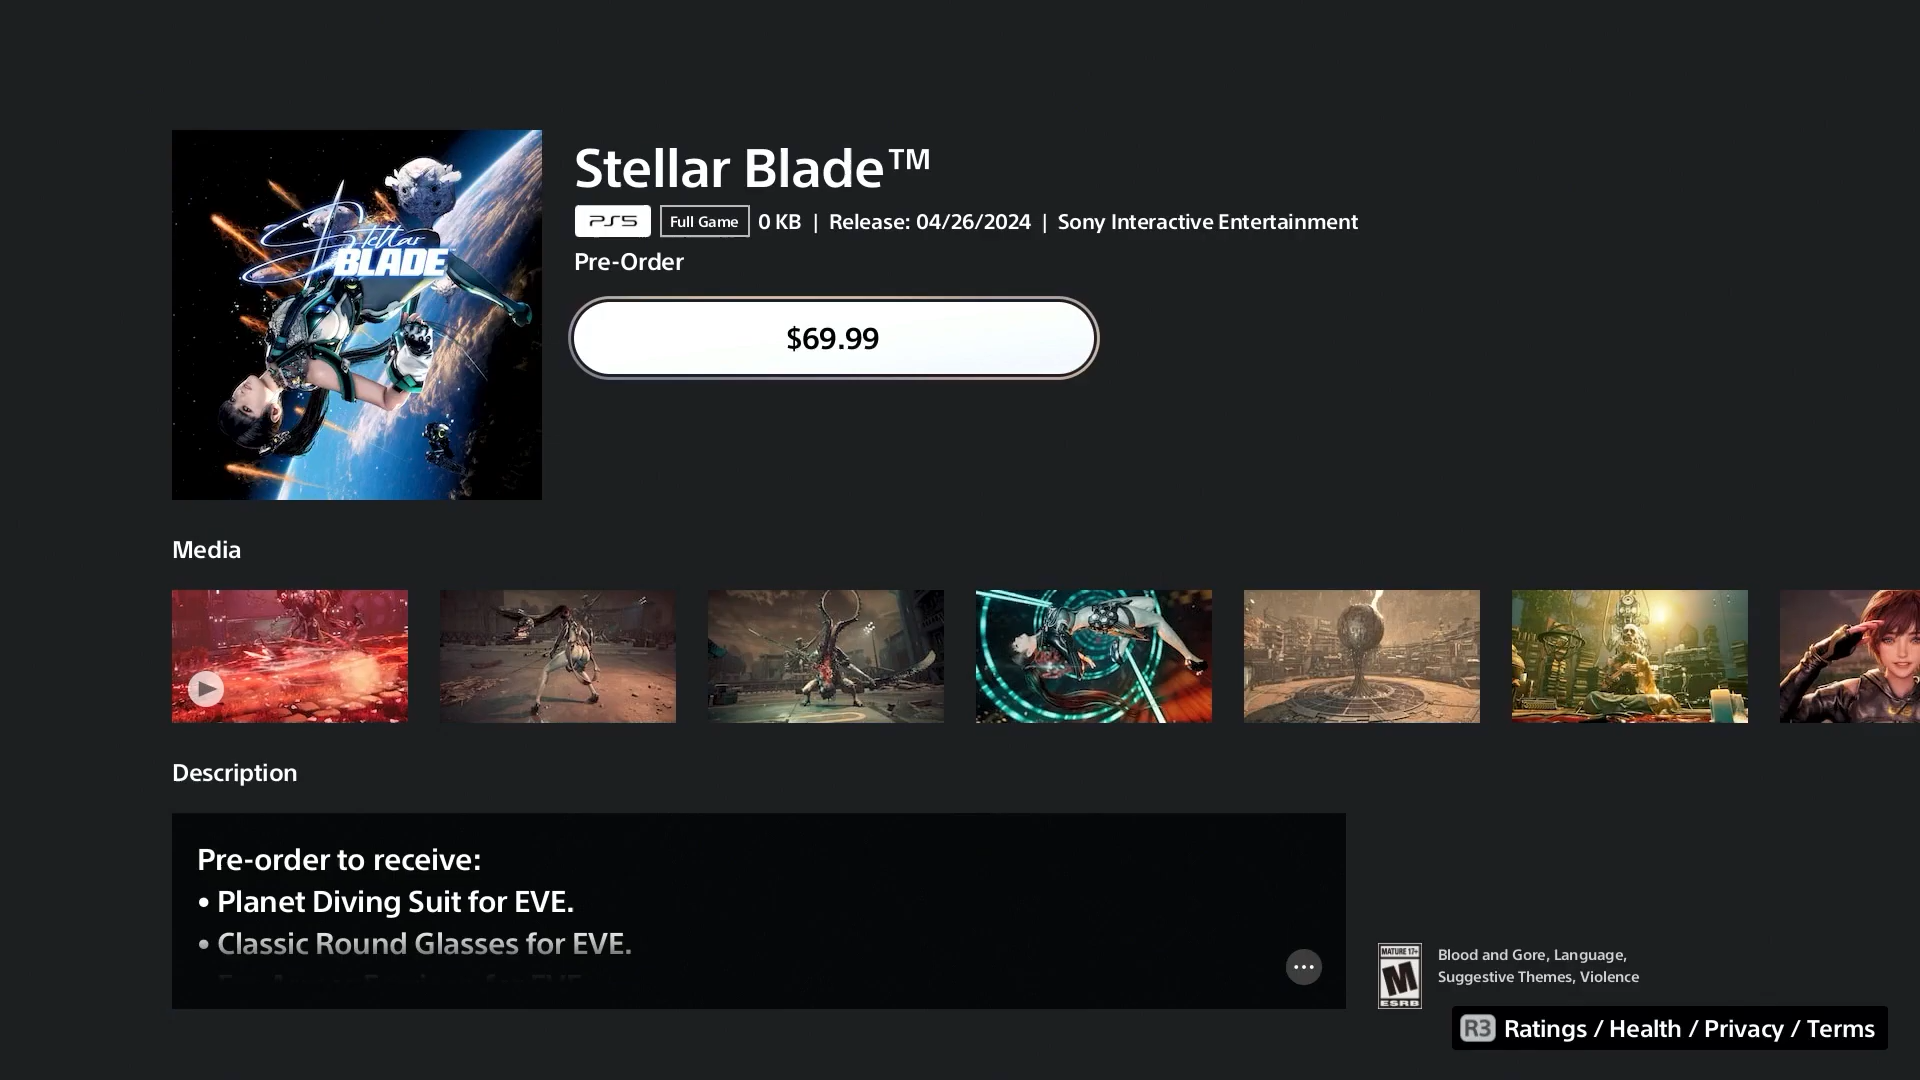 Stellar
BLADE
Stellar Blade™
PS5 Full Game 0 KB | Release: 04/26/2024 | Sony Interactive Entertainment
Pre-Order
$69.99
Media
Description
Pre-order to receive:
• Planet Diving Suit for EVE.
• Classic Round Glasses for EVE.
MATURE 17+
M
ESRB
Blood and Gore, Language,
Suggestive Themes, Violence
R3 Ratings / Health / Privacy / Terms